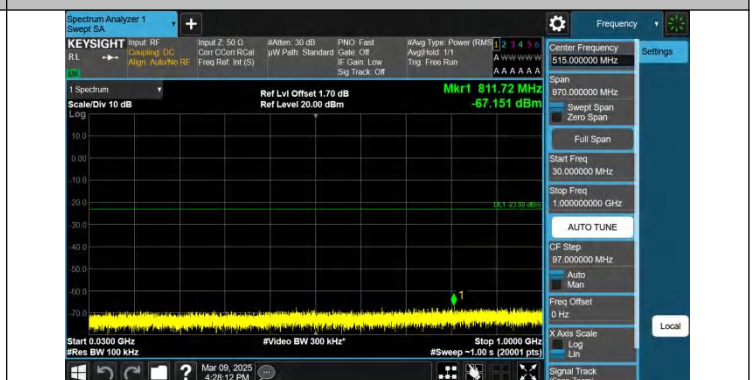 Spectrum Analyzer 1
Swept SA
Frequency
KEYSIGHT
RL
Input: RF
Coupling: DC
Align: Auto/No RF
Input Z: 50 Ω
Corr CCorr RCal
Freq Ref: Int (S)
#Atten: 30 dB
µW Path: Standard
PNO: Fast
Gate: Off
IF Gain: Low
Sig Track: Off
#Avg Type: Power (RMS)
Avg|Hold: 1/1
Trig: Free Run
1 2 3 4 5 6
A W W W W W
A A A A A A
1 Spectrum
Scale/Div 10 dB
Log
Ref Lvl Offset 1.70 dB
Ref Level 20.00 dBm
Mkr1 811.72 MHz
-67.151 dBm
10.0
0.00
-10.0
-20.0
-30.0
-40.0
-50.0
-60.0
-70.0
1
Start 0.0300 GHz
#Res BW 100 kHz
#Video BW 300 kHz*
Stop 1.0000 GHz
#Sweep ~1.00 s (20001 pts)
Mar 09, 2025
4:28:12 PM
Center Frequency
515.000000 MHz
Settings
Span
970.000000 MHz
Swept Span
Zero Span
Full Span
Start Freq
30.000000 MHz
Stop Freq
1.000000000 GHz
AUTO TUNE
CF Step
97.000000 MHz
Auto
Man
Freq Offset
0 Hz
X Axis Scale
Log
Lin
Local
Signal Track